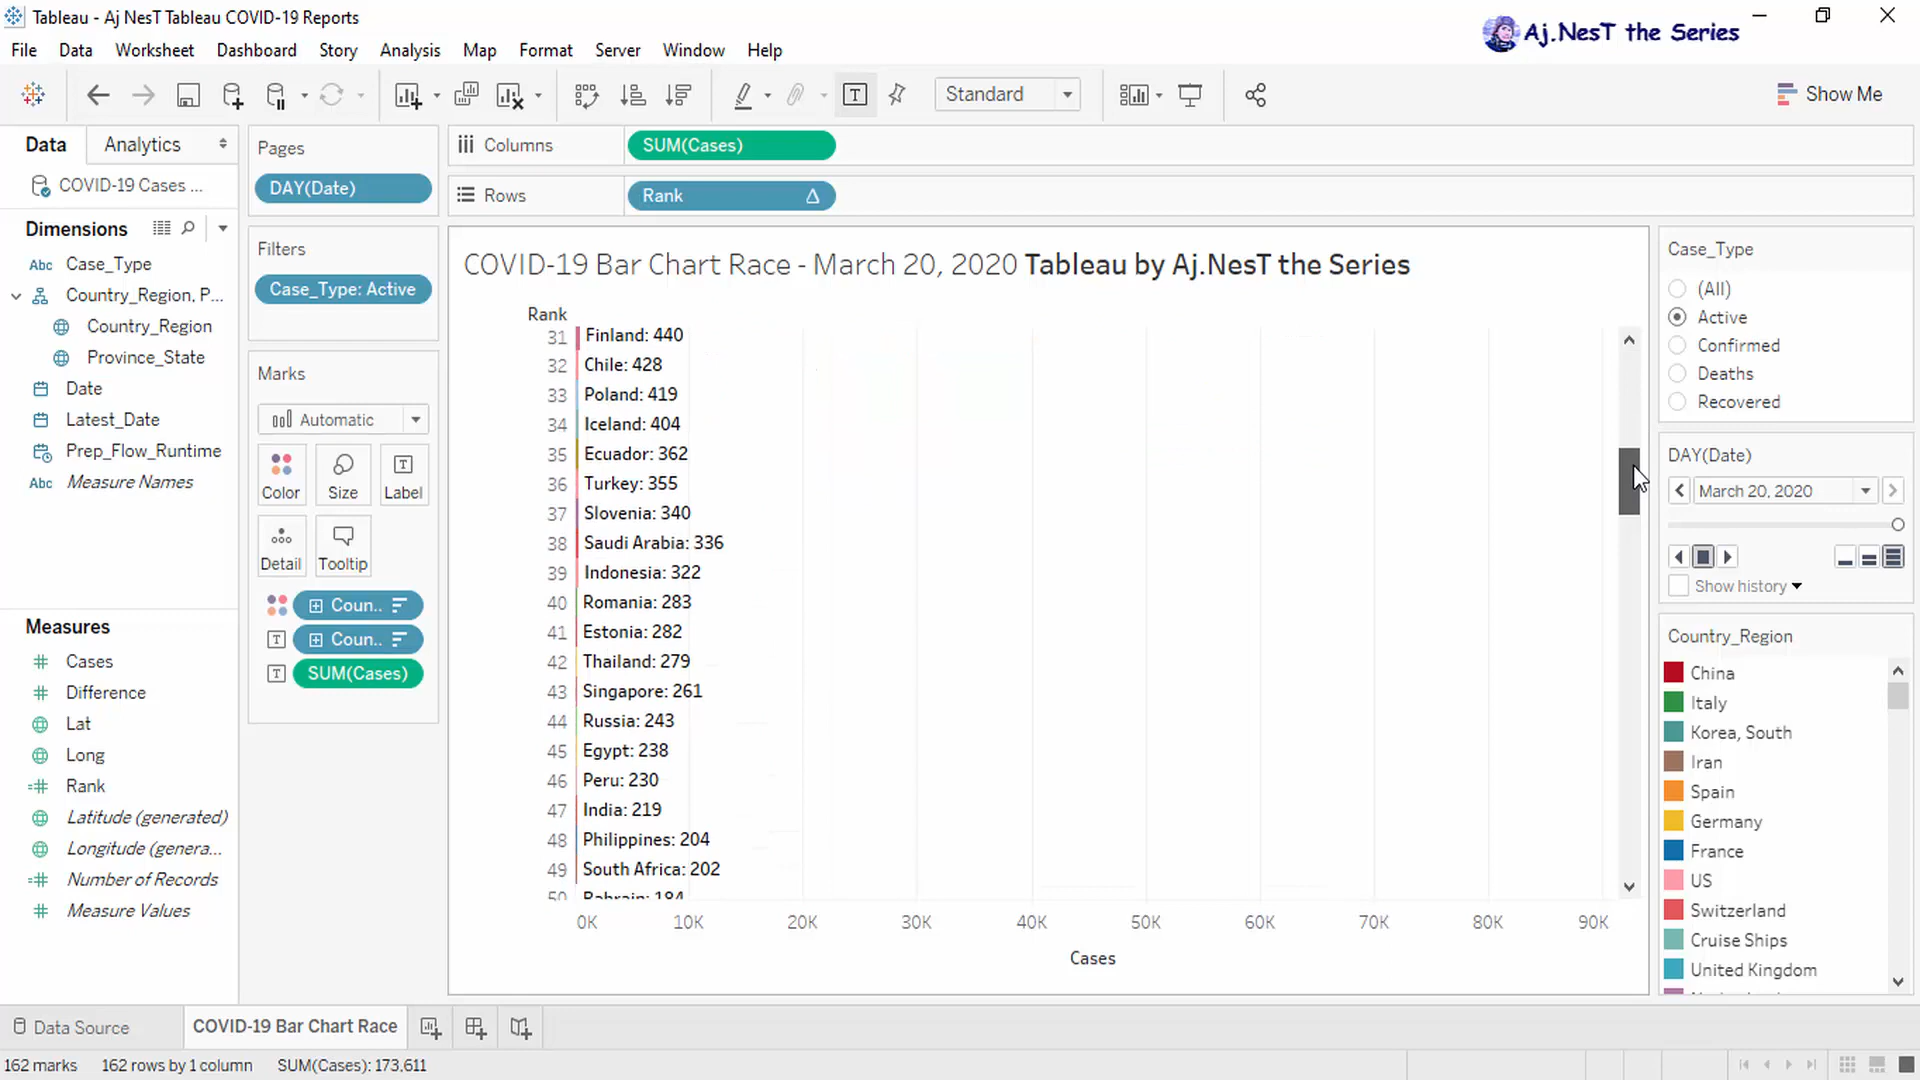 Tableau - Aj NesT Tableau COVID-19 Reports
Aj.NesT the Series
File Data Worksheet Dashboard Story Analysis Map Format Server Window Help
Standard
Show Me
Data Analytics
COVID-19 Cases ...
Dimensions
Abc Case_Type
Country_Region, P...
Country_Region
Province_State
Date
Latest_Date
Prep_Flow_Runtime
Abc Measure Names
Measures
Cases
Difference
Lat
Long
Rank
Latitude (generated)
Longitude (genera...
Number of Records
Measure Values
Pages
DAY(Date)
Filters
Case_Type: Active
Marks
Automatic
Color Size Label
Detail Tooltip
Coun..
Coun..
SUM(Cases)
Columns SUM(Cases)
Rows Rank
COVID-19 Bar Chart Race - March 20, 2020 Tableau by Aj.NesT the Series
Rank
31 Finland: 440
32 Chile: 428
33 Poland: 419
34 Iceland: 404
35 Ecuador: 362
36 Turkey: 355
37 Slovenia: 340
38 Saudi Arabia: 336
39 Indonesia: 322
40 Romania: 283
41 Estonia: 282
42 Thailand: 279
43 Singapore: 261
44 Russia: 243
45 Egypt: 238
46 Peru: 230
47 India: 219
48 Philippines: 204
49 South Africa: 202
50 Bahrain: 184
0K 10K 20K 30K 40K 50K 60K 70K 80K 90K
Cases
Case_Type
(All)
Active
Confirmed
Deaths
Recovered
DAY(Date)
March 20, 2020
Show history
Country_Region
China
Italy
Korea, South
Iran
Spain
Germany
France
US
Switzerland
Cruise Ships
United Kingdom
Data Source COVID-19 Bar Chart Race
162 marks 162 rows by 1 column SUM(Cases): 173,611